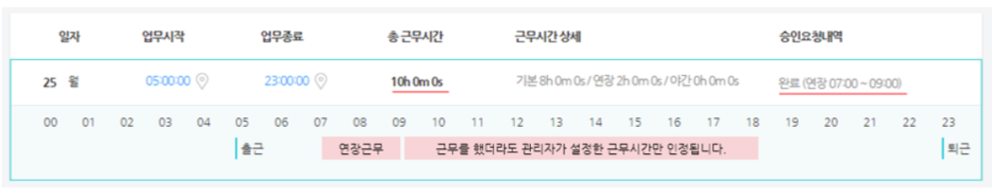 일자 업무시작 업무종료 총 근무시간 근무시간 상세 승인요청내역
25 월 05:00:00 23:00:00 10h 0m 0s 기본 8h 0m 0s / 연장 2h 0m 0s / 야간 0h 0m 0s 완료 (연장 07:00 ~ 09:00)
00 01 02 03 04 05 06 07 08 09 10 11 12 13 14 15 16 17 18 19 20 21 22 23
출근 연장근무 근무를 했더라도 관리자가 설정한 근무시간만 인정됩니다. 퇴근